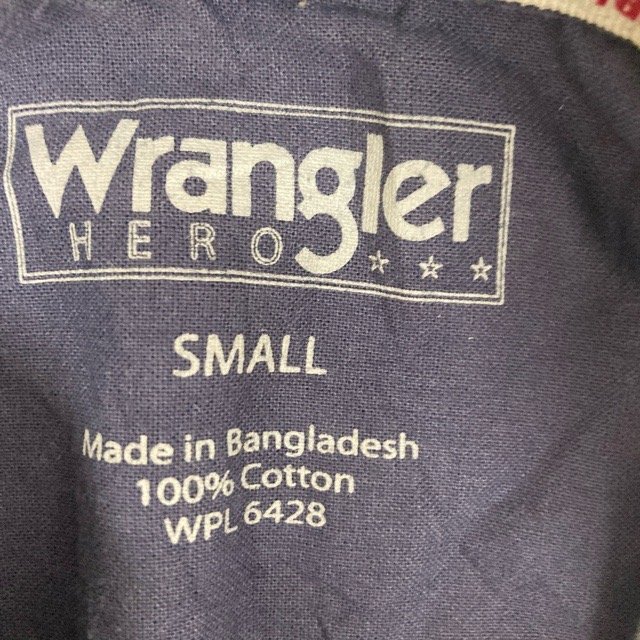 Wrangler
HERO
SMALL
Made in Bangladesh
100% Cotton
WPL 6428